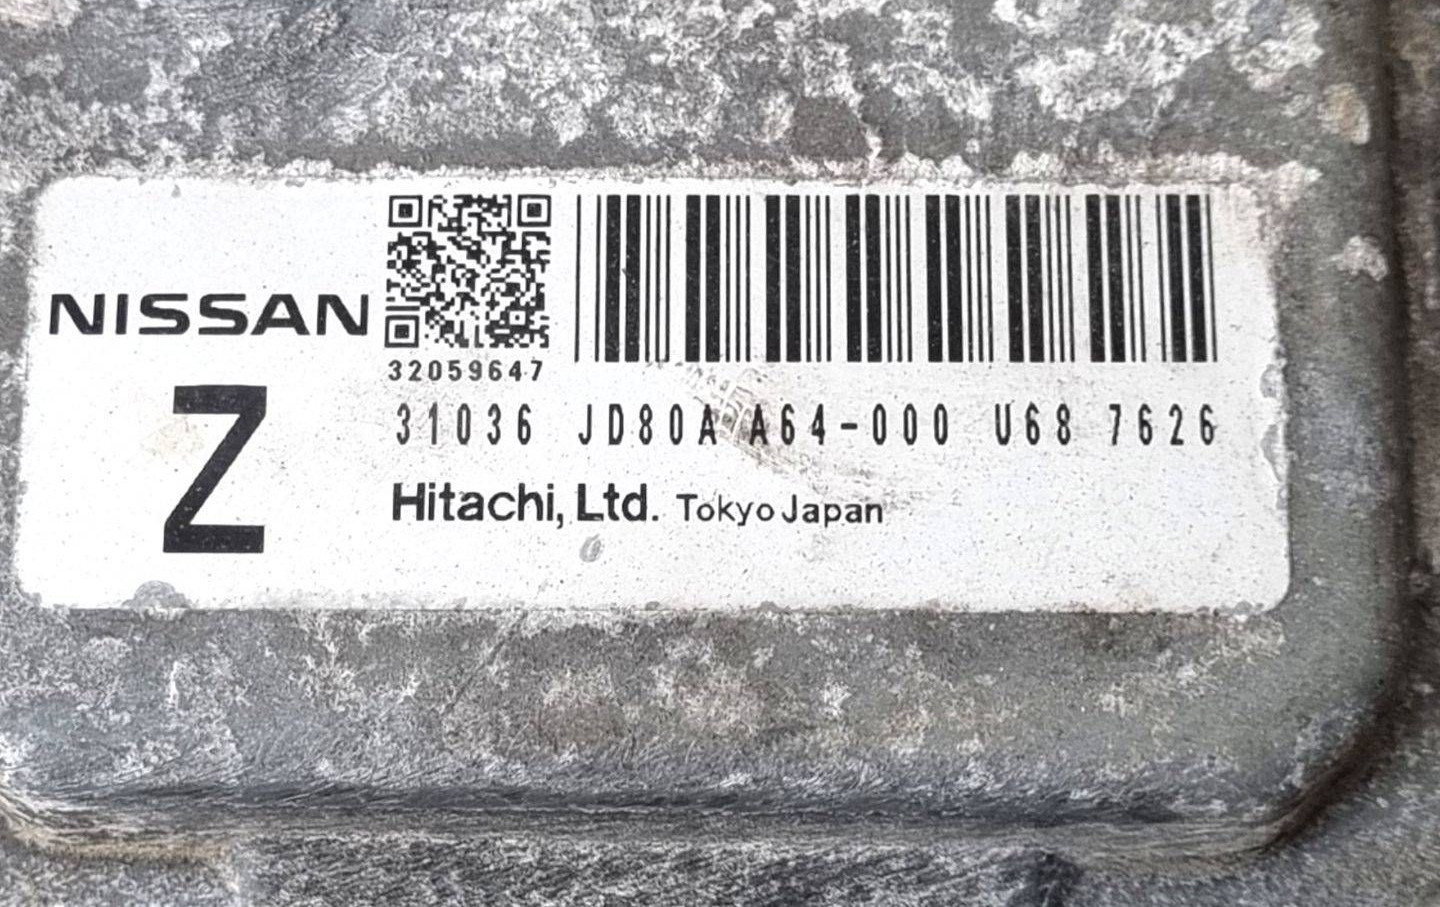 NISSAN
Z
32059647
31036 JD80A A64-000 U68 7626
Hitachi, Ltd. Tokyo Japan